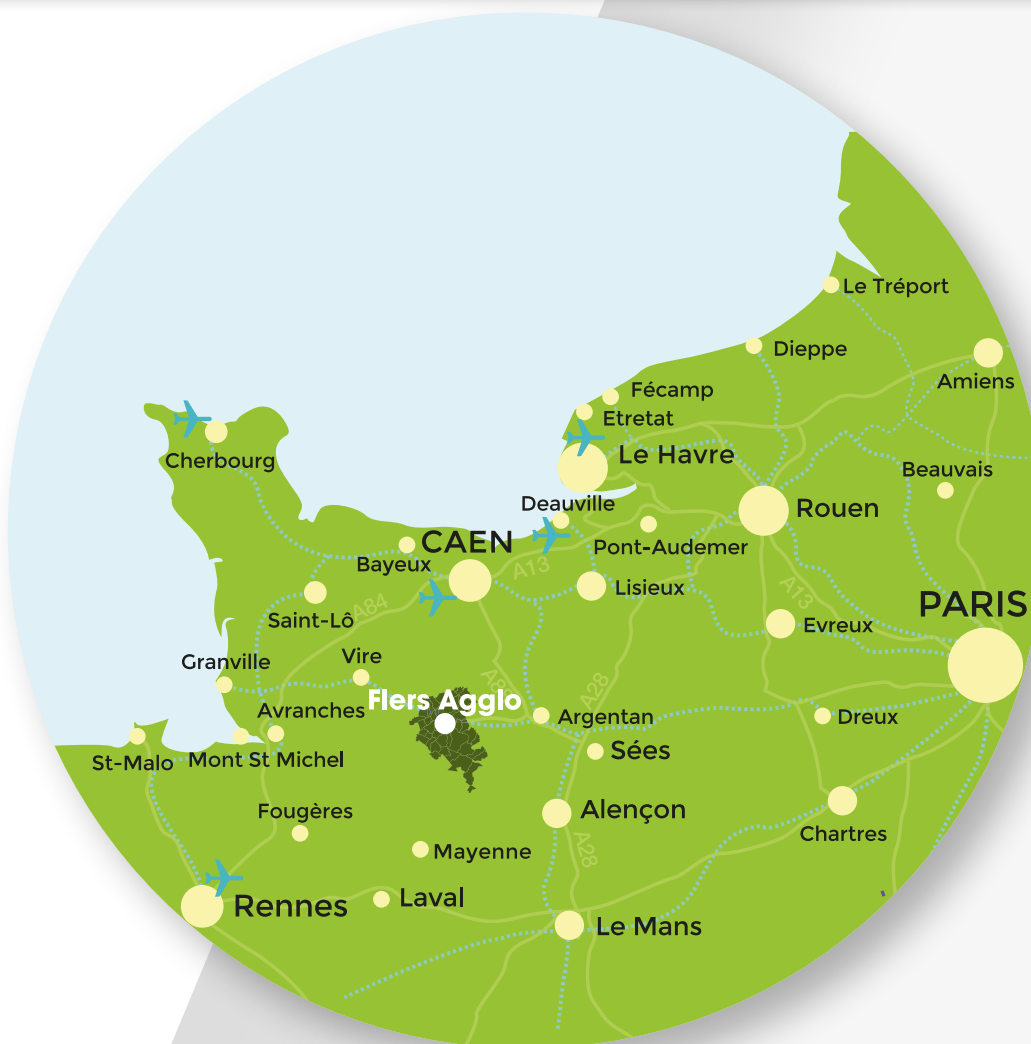 Le Tréport
Dieppe
Amiens
Fécamp
Etretat
Le Havre
Cherbourg
Beauvais
Deauville
Rouen
CAEN
Pont-Audemer
Bayeux
A13
Lisieux
A13
A84
PARIS
Saint-Lô
Evreux
Granville
Vire
A28
Flers Agglo
Avranches
Argentan
Dreux
St-Malo
Mont St Michel
Sées
Fougères
Alençon
Chartres
Mayenne
A28
Laval
Rennes
Le Mans